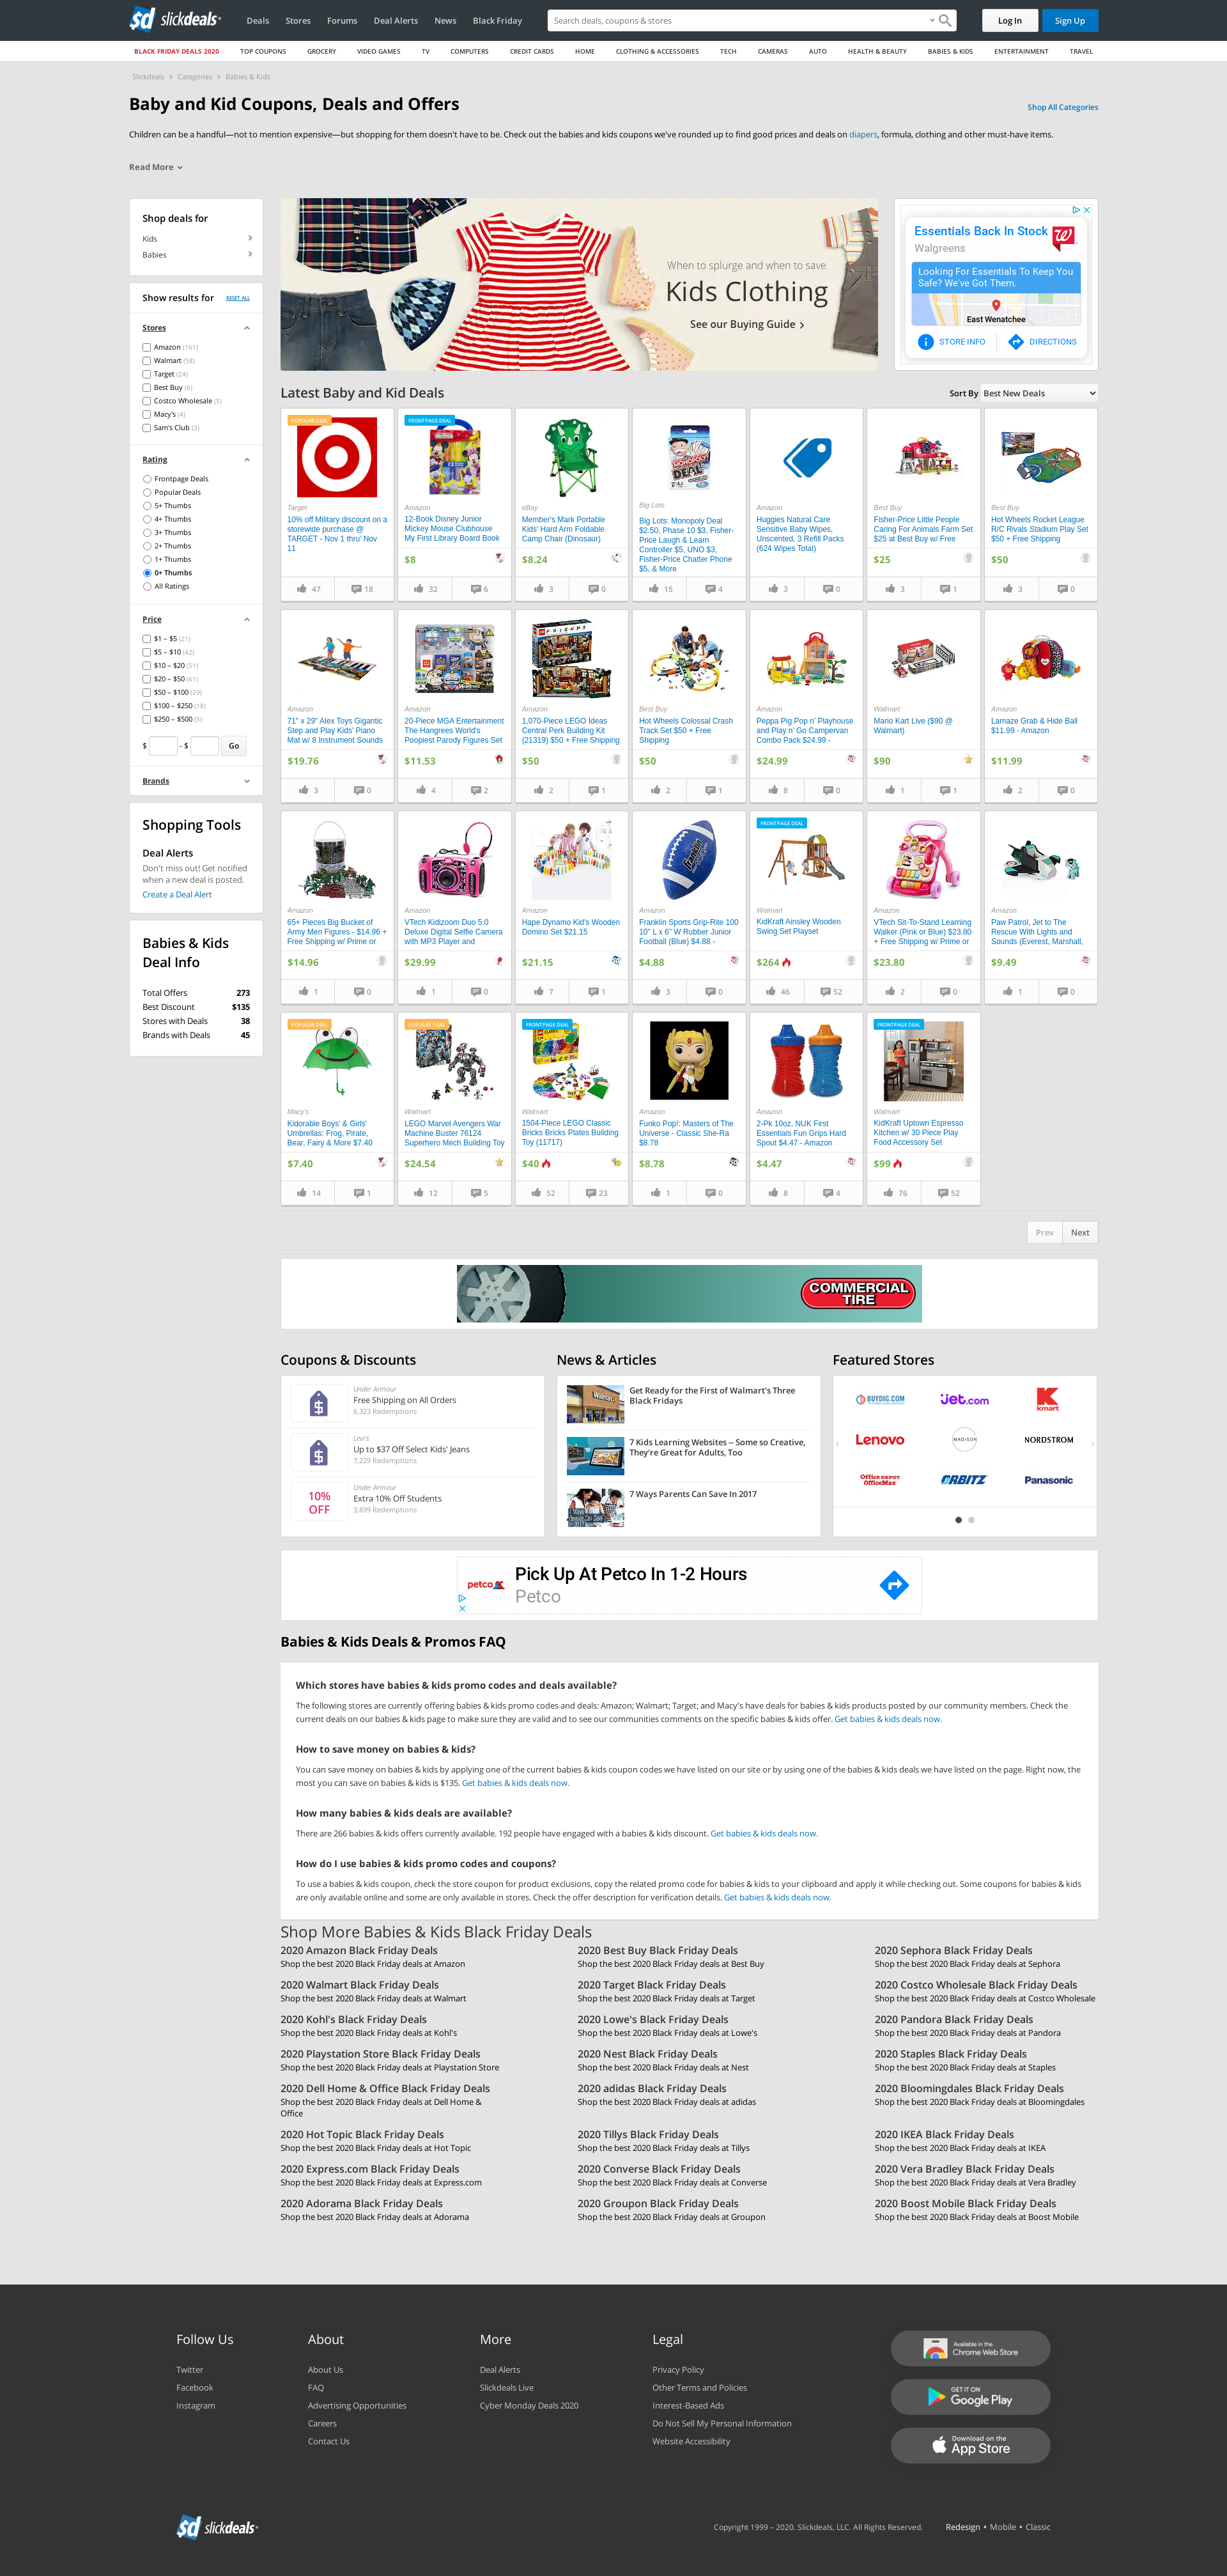 slickdeals
Deals
Stores
Forums
Deal Alerts
News
Black Friday
Search deals, coupons & stores
Log In
Sign Up
BLACK FRIDAY DEALS 2020
TOP COUPONS
GROCERY
VIDEO GAMES
TV
COMPUTERS
CREDIT CARDS
HOME
CLOTHING & ACCESSORIES
TECH
CAMERAS
AUTO
HEALTH & BEAUTY
BABIES & KIDS
ENTERTAINMENT
TRAVEL
Slickdeals › Categories › Babies & Kids
Baby and Kid Coupons, Deals and Offers
Shop All Categories
Children can be a handful—not to mention expensive—but shopping for them doesn't have to be. Check out the babies and kids coupons we've rounded up to find good prices and deals on diapers, formula, clothing and other must-have items.
Read More
Shop deals for
Kids
Babies
Show results for
RESET ALL
Stores
Amazon (161)
Walmart (58)
Target (24)
Best Buy (6)
Costco Wholesale (5)
Macy's (4)
Sam's Club (3)
Rating
Frontpage Deals
Popular Deals
5+ Thumbs
4+ Thumbs
3+ Thumbs
2+ Thumbs
1+ Thumbs
0+ Thumbs
All Ratings
Price
$1 – $5 (21)
$5 – $10 (42)
$10 – $20 (51)
$20 – $50 (61)
$50 – $100 (29)
$100 – $250 (18)
$250 – $500 (5)
$ - $ Go
Brands
Shopping Tools
Deal Alerts
Don't miss out! Get notified
when a new deal is posted.
Create a Deal Alert
Babies & Kids
Deal Info
Total Offers 273
Best Discount $135
Stores with Deals 38
Brands with Deals 45
When to splurge and when to save.
Kids Clothing
See our Buying Guide
Essentials Back In Stock
Walgreens
Looking For Essentials To Keep You
Safe? We've Got Them.
East Wenatchee
STORE INFO
DIRECTIONS
Latest Baby and Kid Deals
Sort By Best New Deals
POPULAR DEAL
Target
10% off Military discount on a
storewide purchase @
TARGET - Nov 1 thru' Nov
11
47 18
FRONTPAGE DEAL
Amazon
12-Book Disney Junior
Mickey Mouse Clubhouse
My First Library Board Book
$8
32 6
eBay
Member's Mark Portable
Kids' Hard Arm Foldable
Camp Chair (Dinosaur)
$8.24
3 0
MONOPOLY
DEAL
Big Lots
Big Lots: Monopoly Deal
$2.50, Phase 10 $3, Fisher-
Price Laugh & Learn
Controller $5, UNO $3,
Fisher-Price Chatter Phone
$5, & More
15 4
Amazon
Huggies Natural Care
Sensitive Baby Wipes,
Unscented, 3 Refill Packs
(624 Wipes Total)
3 0
Best Buy
Fisher-Price Little People
Caring For Animals Farm Set
$25 at Best Buy w/ Free
$25
3 1
Best Buy
Hot Wheels Rocket League
R/C Rivals Stadium Play Set
$50 + Free Shipping
$50
3 0
Amazon
71" x 29" Alex Toys Gigantic
Step and Play Kids' Piano
Mat w/ 8 Instrument Sounds
$19.76
3 0
Amazon
20-Piece MGA Entertainment
The Hangrees World's
Poopiest Parody Figures Set
$11.53
4 2
FRIENDS
Amazon
1,070-Piece LEGO Ideas
Central Perk Building Kit
(21319) $50 + Free Shipping
$50
2 1
Best Buy
Hot Wheels Colossal Crash
Track Set $50 + Free
Shipping
$50
2 1
Amazon
Peppa Pig Pop n' Playhouse
and Play n' Go Campervan
Combo Pack $24.99 -
$24.99
8 0
Walmart
Mario Kart Live ($90 @
Walmart)
$90
1 1
Amazon
Lamaze Grab & Hide Ball
$11.99 - Amazon
$11.99
2 0
Amazon
65+ Pieces Big Bucket of
Army Men Figures - $14.96 +
Free Shipping w/ Prime or
$14.96
1 0
Amazon
VTech Kidizoom Duo 5.0
Deluxe Digital Selfie Camera
with MP3 Player and
$29.99
1 0
Amazon
Hape Dynamo Kid's Wooden
Domino Set $21.15
$21.15
7 1
Franklin
Amazon
Franklin Sports Grip-Rite 100
10" L x 6" W Rubber Junior
Football (Blue) $4.88 -
$4.88
3 0
FRONTPAGE DEAL
Walmart
KidKraft Ainsley Wooden
Swing Set Playset
$264
46 52
Amazon
VTech Sit-To-Stand Learning
Walker (Pink or Blue) $23.80
+ Free Shipping w/ Prime or
$23.80
2 0
Amazon
Paw Patrol, Jet to The
Rescue With Lights and
Sounds (Everest, Marshall,
$9.49
1 0
POPULAR DEAL
Macy's
Kidorable Boys' & Girls'
Umbrellas: Frog, Pirate,
Bear, Fairy & More $7.40
$7.40
14 1
POPULAR DEAL
Walmart
LEGO Marvel Avengers War
Machine Buster 76124
Superhero Mech Building Toy
$24.54
12 5
FRONTPAGE DEAL
Walmart
1504-Piece LEGO Classic
Bricks Bricks Plates Building
Toy (11717)
$40
52 23
Amazon
Funko Pop!: Masters of The
Universe - Classic She-Ra
$8.78
$8.78
1 0
Amazon
2-Pk 10oz. NUK First
Essentials Fun Grips Hard
Spout $4.47 - Amazon
$4.47
8 4
FRONTPAGE DEAL
Walmart
KidKraft Uptown Espresso
Kitchen w/ 30 Piece Play
Food Accessory Set
$99
76 52
Prev
Next
COMMERCIAL
TIRE
Coupons & Discounts
Under Armour
Free Shipping on All Orders
6,323 Redemptions
Levi's
Up to $37 Off Select Kids' Jeans
7,229 Redemptions
10%
OFF
Under Armour
Extra 10% Off Students
3,899 Redemptions
News & Articles
Walmart
Get Ready for the First of Walmart's Three
Black Fridays
7 Kids Learning Websites -- Some so Creative,
They're Great for Adults, Too
7 Ways Parents Can Save In 2017
Featured Stores
BUYDIG.COM
jet.com
kmart
Lenovo
MADISON
NORDSTROM
Office DEPOT
OfficeMax
ORBITZ
Panasonic
petco
Pick Up At Petco In 1-2 Hours
Petco
Babies & Kids Deals & Promos FAQ
Which stores have babies & kids promo codes and deals available?
The following stores are currently offering babies & kids promo codes and deals: Amazon; Walmart; Target; and Macy's have deals for babies & kids products posted by our community members. Check the
current deals on our babies & kids page to make sure they are valid and to see our communities comments on the specific babies & kids offer. Get babies & kids deals now.
How to save money on babies & kids?
You can save money on babies & kids by applying one of the current babies & kids coupon codes we have listed on our site or by using one of the babies & kids deals we have listed on the page. Right now, the
most you can save on babies & kids is $135. Get babies & kids deals now.
How many babies & kids deals are available?
There are 266 babies & kids offers currently available. 192 people have engaged with a babies & kids discount. Get babies & kids deals now.
How do I use babies & kids promo codes and coupons?
To use a babies & kids coupon, check the store coupon for product exclusions, copy the related promo code for babies & kids to your clipboard and apply it while checking out. Some coupons for babies & kids
are only available online and some are only available in stores. Check the offer description for verification details. Get babies & kids deals now.
Shop More Babies & Kids Black Friday Deals
2020 Amazon Black Friday Deals
Shop the best 2020 Black Friday deals at Amazon
2020 Best Buy Black Friday Deals
Shop the best 2020 Black Friday deals at Best Buy
2020 Sephora Black Friday Deals
Shop the best 2020 Black Friday deals at Sephora
2020 Walmart Black Friday Deals
Shop the best 2020 Black Friday deals at Walmart
2020 Target Black Friday Deals
Shop the best 2020 Black Friday deals at Target
2020 Costco Wholesale Black Friday Deals
Shop the best 2020 Black Friday deals at Costco Wholesale
2020 Kohl's Black Friday Deals
Shop the best 2020 Black Friday deals at Kohl's
2020 Lowe's Black Friday Deals
Shop the best 2020 Black Friday deals at Lowe's
2020 Pandora Black Friday Deals
Shop the best 2020 Black Friday deals at Pandora
2020 Playstation Store Black Friday Deals
Shop the best 2020 Black Friday deals at Playstation Store
2020 Nest Black Friday Deals
Shop the best 2020 Black Friday deals at Nest
2020 Staples Black Friday Deals
Shop the best 2020 Black Friday deals at Staples
2020 Dell Home & Office Black Friday Deals
Shop the best 2020 Black Friday deals at Dell Home &
Office
2020 adidas Black Friday Deals
Shop the best 2020 Black Friday deals at adidas
2020 Bloomingdales Black Friday Deals
Shop the best 2020 Black Friday deals at Bloomingdales
2020 Hot Topic Black Friday Deals
Shop the best 2020 Black Friday deals at Hot Topic
2020 Tillys Black Friday Deals
Shop the best 2020 Black Friday deals at Tillys
2020 IKEA Black Friday Deals
Shop the best 2020 Black Friday deals at IKEA
2020 Express.com Black Friday Deals
Shop the best 2020 Black Friday deals at Express.com
2020 Converse Black Friday Deals
Shop the best 2020 Black Friday deals at Converse
2020 Vera Bradley Black Friday Deals
Shop the best 2020 Black Friday deals at Vera Bradley
2020 Adorama Black Friday Deals
Shop the best 2020 Black Friday deals at Adorama
2020 Groupon Black Friday Deals
Shop the best 2020 Black Friday deals at Groupon
2020 Boost Mobile Black Friday Deals
Shop the best 2020 Black Friday deals at Boost Mobile
Follow Us
Twitter
Facebook
Instagram
About
About Us
FAQ
Advertising Opportunities
Careers
Contact Us
More
Deal Alerts
Slickdeals Live
Cyber Monday Deals 2020
Legal
Privacy Policy
Other Terms and Policies
Interest-Based Ads
Do Not Sell My Personal Information
Website Accessibility
Available in the
Chrome Web Store
GET IT ON
Google Play
Download on the
App Store
slickdeals
Copyright 1999 – 2020. Slickdeals, LLC. All Rights Reserved.
Redesign • Mobile • Classic